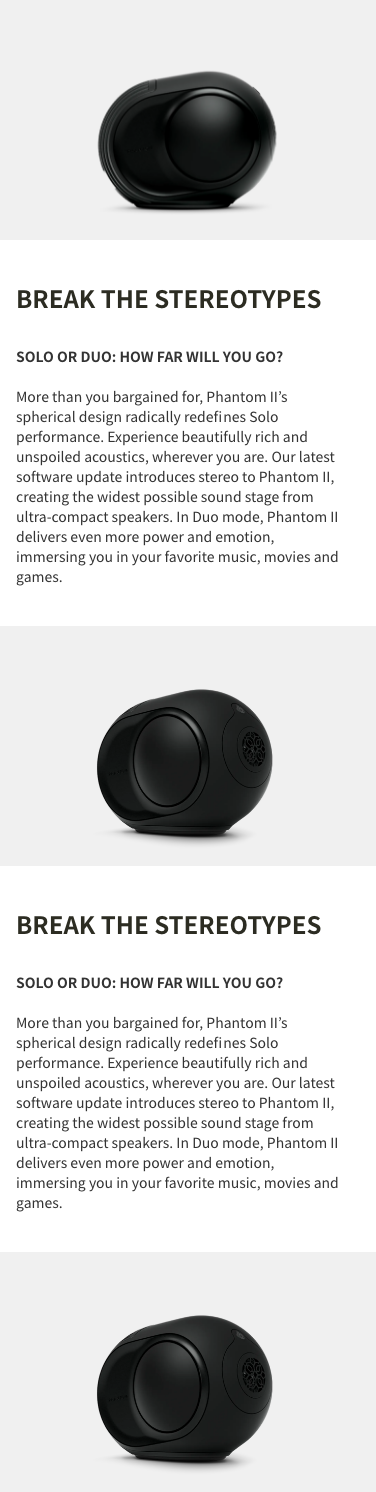 BREAK THE STEREOTYPES
SOLO OR DUO: HOW FAR WILL YOU GO?
More than you bargained for, Phantom II’s
spherical design radically redefines Solo
performance. Experience beautifully rich and
unspoiled acoustics, wherever you are. Our latest
software update introduces stereo to Phantom II,
creating the widest possible sound stage from
ultra-compact speakers. In Duo mode, Phantom II
delivers even more power and emotion,
immersing you in your favorite music, movies and
games.
BREAK THE STEREOTYPES
SOLO OR DUO: HOW FAR WILL YOU GO?
More than you bargained for, Phantom II’s
spherical design radically redefines Solo
performance. Experience beautifully rich and
unspoiled acoustics, wherever you are. Our latest
software update introduces stereo to Phantom II,
creating the widest possible sound stage from
ultra-compact speakers. In Duo mode, Phantom II
delivers even more power and emotion,
immersing you in your favorite music, movies and
games.